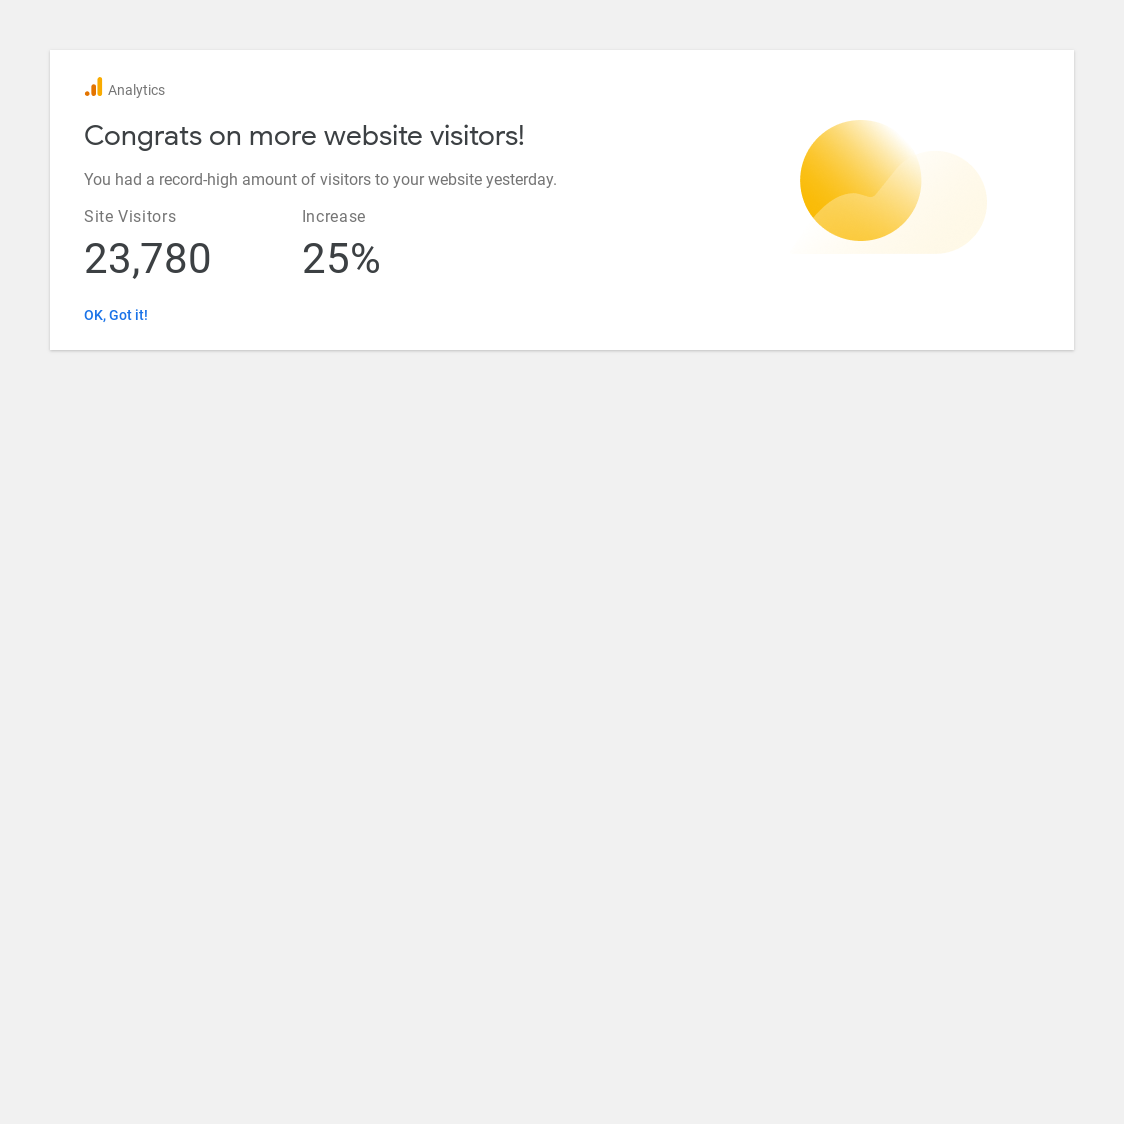 Analytics
Congrats on more website visitors!
You had a record-high amount of visitors to your website yesterday.
Site Visitors Increase
23,780 25%
OK, Got it!